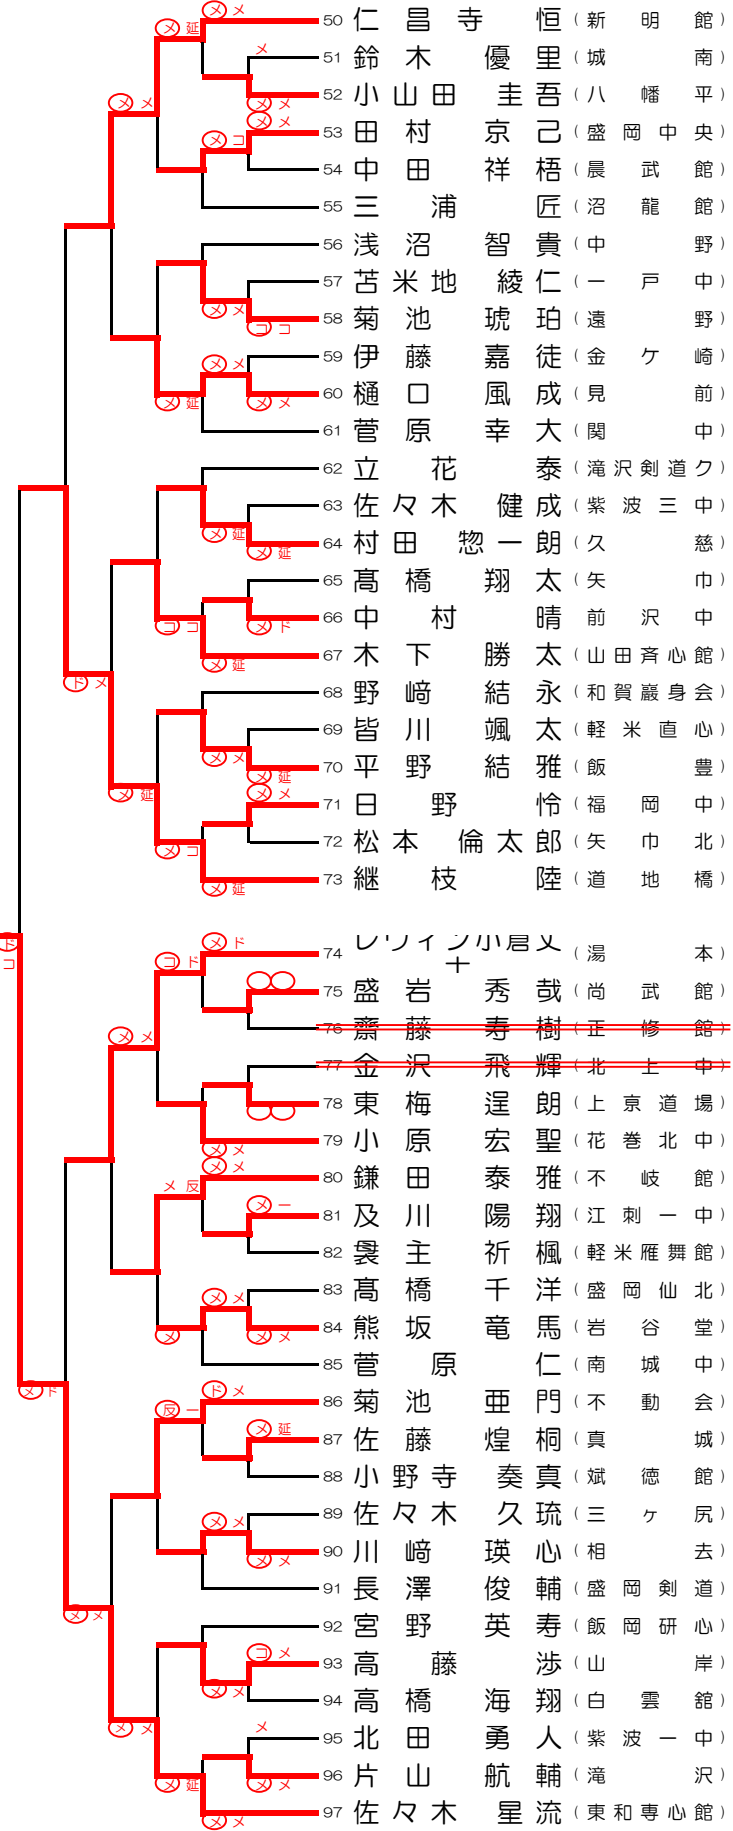 50 仁昌寺 恒 (新明館)
51 鈴木 優里 (城南)
52 小山田 圭吾 (八幡平)
53 田村 京己 (盛岡中央)
54 中田 祥梧 (晨武館)
55 三浦 匠 (沼龍館)
56 浅沼 智貴 (中野)
57 苫米地 綾仁 (一戸中)
58 菊池 琥珀 (遠野)
59 伊藤 嘉徒 (金ケ崎)
60 樋口 風成 (見前)
61 菅原 幸大 (関中)
62 立花 泰 (滝沢剣道ク)
63 佐々木 健成 (紫波三中)
64 村田 惣一朗 (久慈)
65 髙橋 翔太 (矢巾)
66 中村 晴 前沢中
67 木下 勝太 (山田斉心館)
68 野﨑 結永 (和賀巖身会)
69 皆川 颯太 (軽米直心)
70 平野 結雅 (飯豊)
71 日野 怜 (福岡中)
72 松本 倫太郎 (矢巾北)
73 継枝 陸 (道地橋)
74 (湯本)
75 盛岩 秀哉 (尚武館)
76 齋藤 寿樹 (正修館)
77 金沢 飛輝 (北上中)
78 東梅 逞朗 (上京道場)
79 小原 宏聖 (花巻北中)
80 鎌田 泰雅 (不岐館)
81 及川 陽翔 (江刺一中)
82 主 祈楓 (軽米雁舞館)
83 髙橋 千洋 (盛岡仙北)
84 熊坂 竜馬 (岩谷堂)
85 菅原 仁 (南城中)
86 菊池 亜門 (不動会)
87 佐藤 煌桐 (真城)
88 小野寺 奏真 (斌徳館)
89 佐々木 久琉 (三ヶ尻)
90 川﨑 瑛心 (相去)
91 長澤 俊輔 (盛岡剣道)
92 宮野 英寿 (飯岡研心)
93 高藤 渉 (山岸)
94 高橋 海翔 (白雲舘)
95 北田 勇人 (紫波一中)
96 片山 航輔 (滝沢)
97 佐々木 星流 (東和専心館)